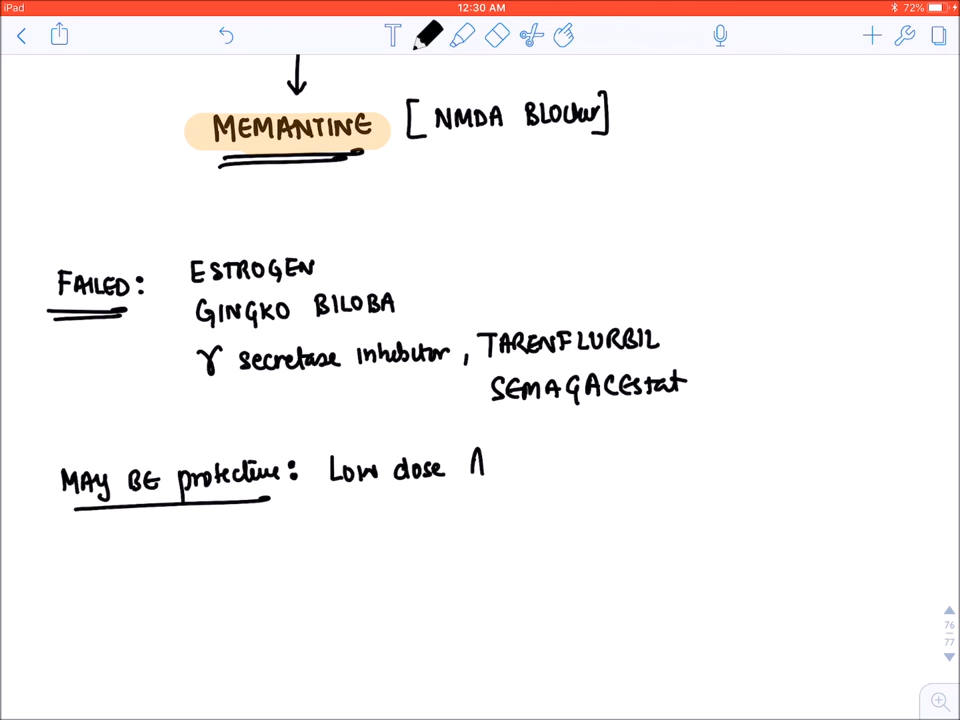 iPad 12:30 AM 72%
T
MEMANTINE [NMDA BLOCKER]
FAILED: ESTROGEN
GINGKO BILOBA
γ secretase inhibitor, TARENFLURBIL
SEMAGACEstat
MAY BE protective: Low dose
76
77